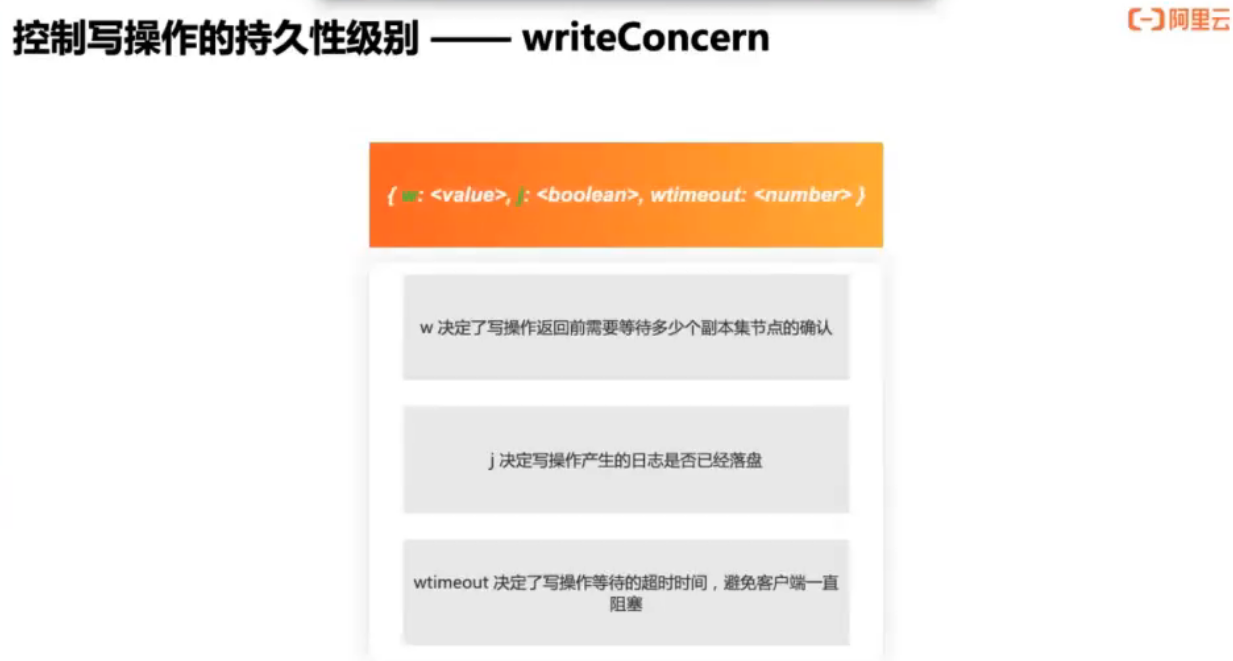 控制写操作的持久性级别 —— writeConcern
阿里云
{ w: <value>, j: <boolean>, wtimeout: <number> }
w 决定了写操作返回前需要等待多少个副本集节点的确认
j 决定写操作产生的日志是否已经落盘
wtimeout 决定了写操作等待的超时时间，避免客户端一直
阻塞